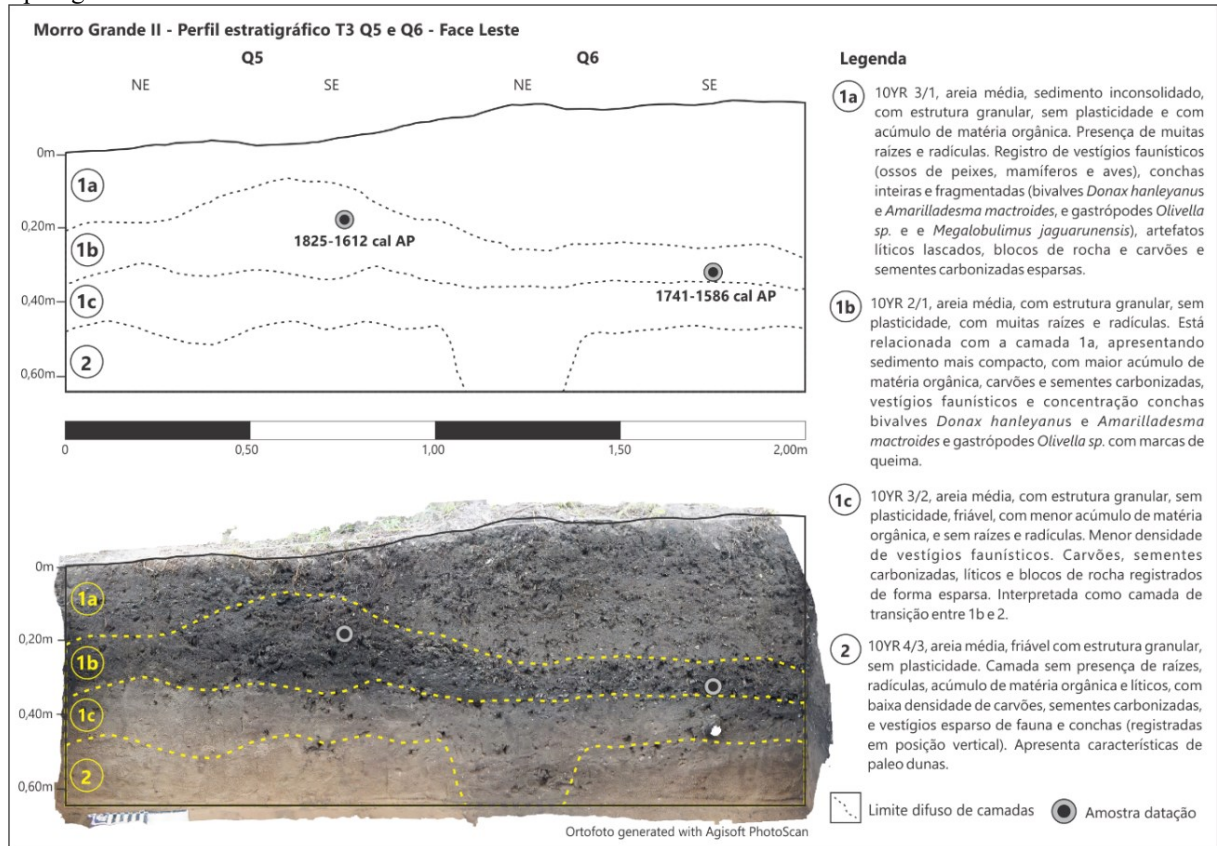 Morro Grande II - Perfil estratigráfico T3 Q5 e Q6 - Face Leste
Q5
Q6
NE
SE
NE
SE
0m
0,20m
0,40m
0,60m
1a
1b
1c
2
1825-1612 cal AP
1741-1586 cal AP
0
0,50
1,00
1,50
2,00m
0m
0,20m
0,40m
0,60m
1a
1b
1c
2
Ortofoto generated with Agisoft PhotoScan
Legenda
1a
10YR 3/1, areia média, sedimento inconsolidado,
com estrutura granular, sem plasticidade e com
acúmulo de matéria orgânica. Presença de muitas
raízes e radículas. Registro de vestígios faunísticos
(ossos de peixes, mamíferos e aves), conchas
inteiras e fragmentadas (bivalves Donax hanleyanus
e Amarilladesma mactroides, e gastrópodes Olivella
sp. e e Megalobulimus jaguarunensis), artefatos
líticos lascados, blocos de rocha e carvões e
sementes carbonizadas esparsas.
1b
10YR 2/1, areia média, com estrutura granular, sem
plasticidade, com muitas raízes e radículas. Está
relacionada com a camada 1a, apresentando
sedimento mais compacto, com maior acúmulo de
matéria orgânica, carvões e sementes carbonizadas,
vestígios faunísticos e concentração conchas
bivalves Donax hanleyanus e Amarilladesma
mactroides e gastrópodes Olivella sp. com marcas de
queima.
1c
10YR 3/2, areia média, com estrutura granular, sem
plasticidade, friável, com menor acúmulo de matéria
orgânica, e sem raízes e radículas. Menor densidade
de vestígios faunísticos. Carvões, sementes
carbonizadas, líticos e blocos de rocha registrados
de forma esparsa. Interpretada como camada de
transição entre 1b e 2.
2
10YR 4/3, areia média, friável com estrutura granular,
sem plasticidade. Camada sem presença de raízes,
radículas, acúmulo de matéria orgânica e líticos, com
baixa densidade de carvões, sementes carbonizadas,
e vestígios esparso de fauna e conchas (registradas
em posição vertical). Apresenta características de
paleo dunas.
Limite difuso de camadas
Amostra datação